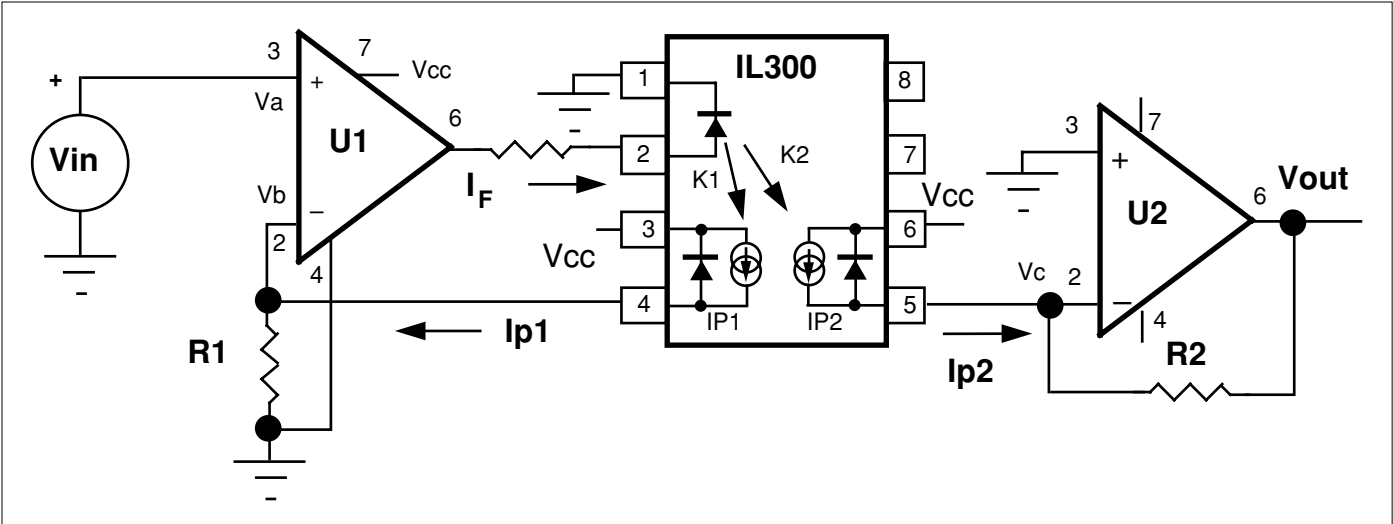 IL300
3
7
Vcc
+
+
Va
6
U1
Vin
Vb
–
2
4
I F
1
2
3
4
8
7
6
5
K1
K2
Vcc
Vcc
IP1
IP2
Ip1
R1
Ip2
3
7
+
U2
6
Vout
Vc
2
–
4
R2
-
-
-
-
-